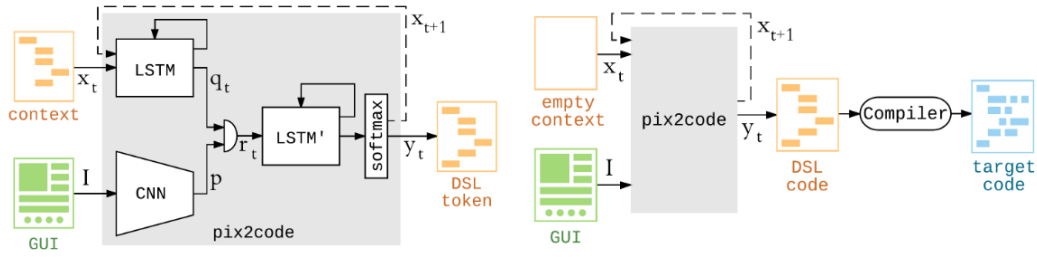 x_{t+1}
LSTM
x_t
q_t
context
LSTM'
softmax
r_t
y_t
DSL
token
I
CNN
p
GUI
pix2code
x_{t+1}
x_t
empty
context
pix2code
y_t
DSL
code
Compiler
target
code
I
GUI